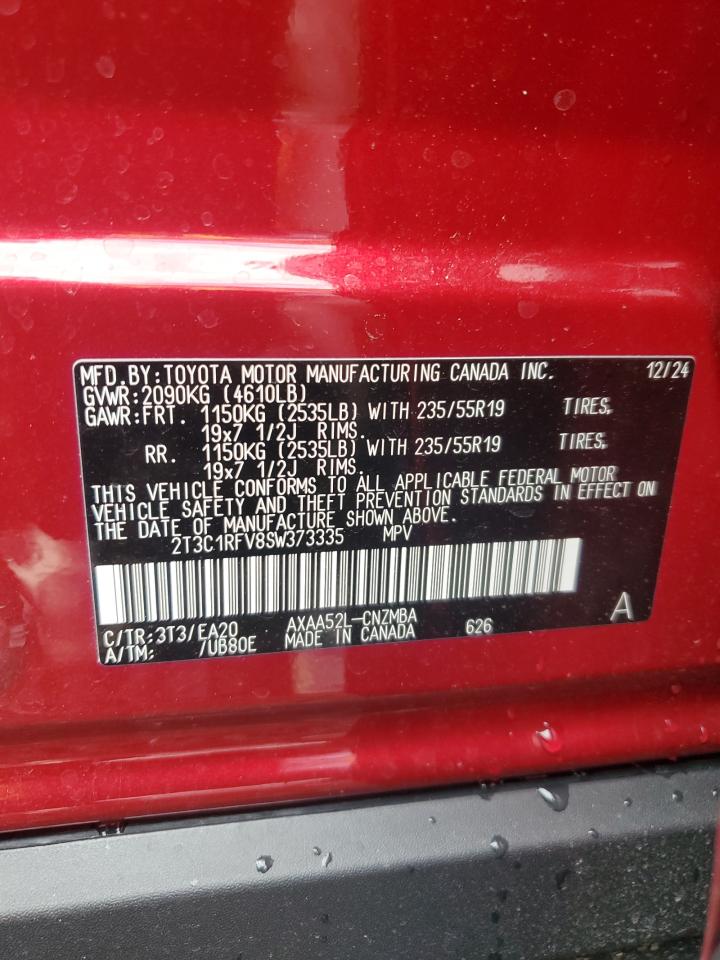 MFD.BY:TOYOTA MOTOR MANUFACTURING CANADA INC. 12/24
GVWR:2090KG (4610LB)
GAWR:FRT. 1150KG (2535LB) WITH 235/55R19 TIRES,
19x7 1/2J RIMS.
RR. 1150KG (2535LB) WITH 235/55R19 TIRES,
19x7 1/2J RIMS.
THIS VEHICLE CONFORMS TO ALL APPLICABLE FEDERAL MOTOR
VEHICLE SAFETY AND THEFT PREVENTION STANDARDS IN EFFECT ON
THE DATE OF MANUFACTURE SHOWN ABOVE.
2T3C1RFV8SW373335 MPV
C/TR:3T3/EA20 AXAA52L-CNZMBA 626 A
A/TM: /UB80E MADE IN CANADA